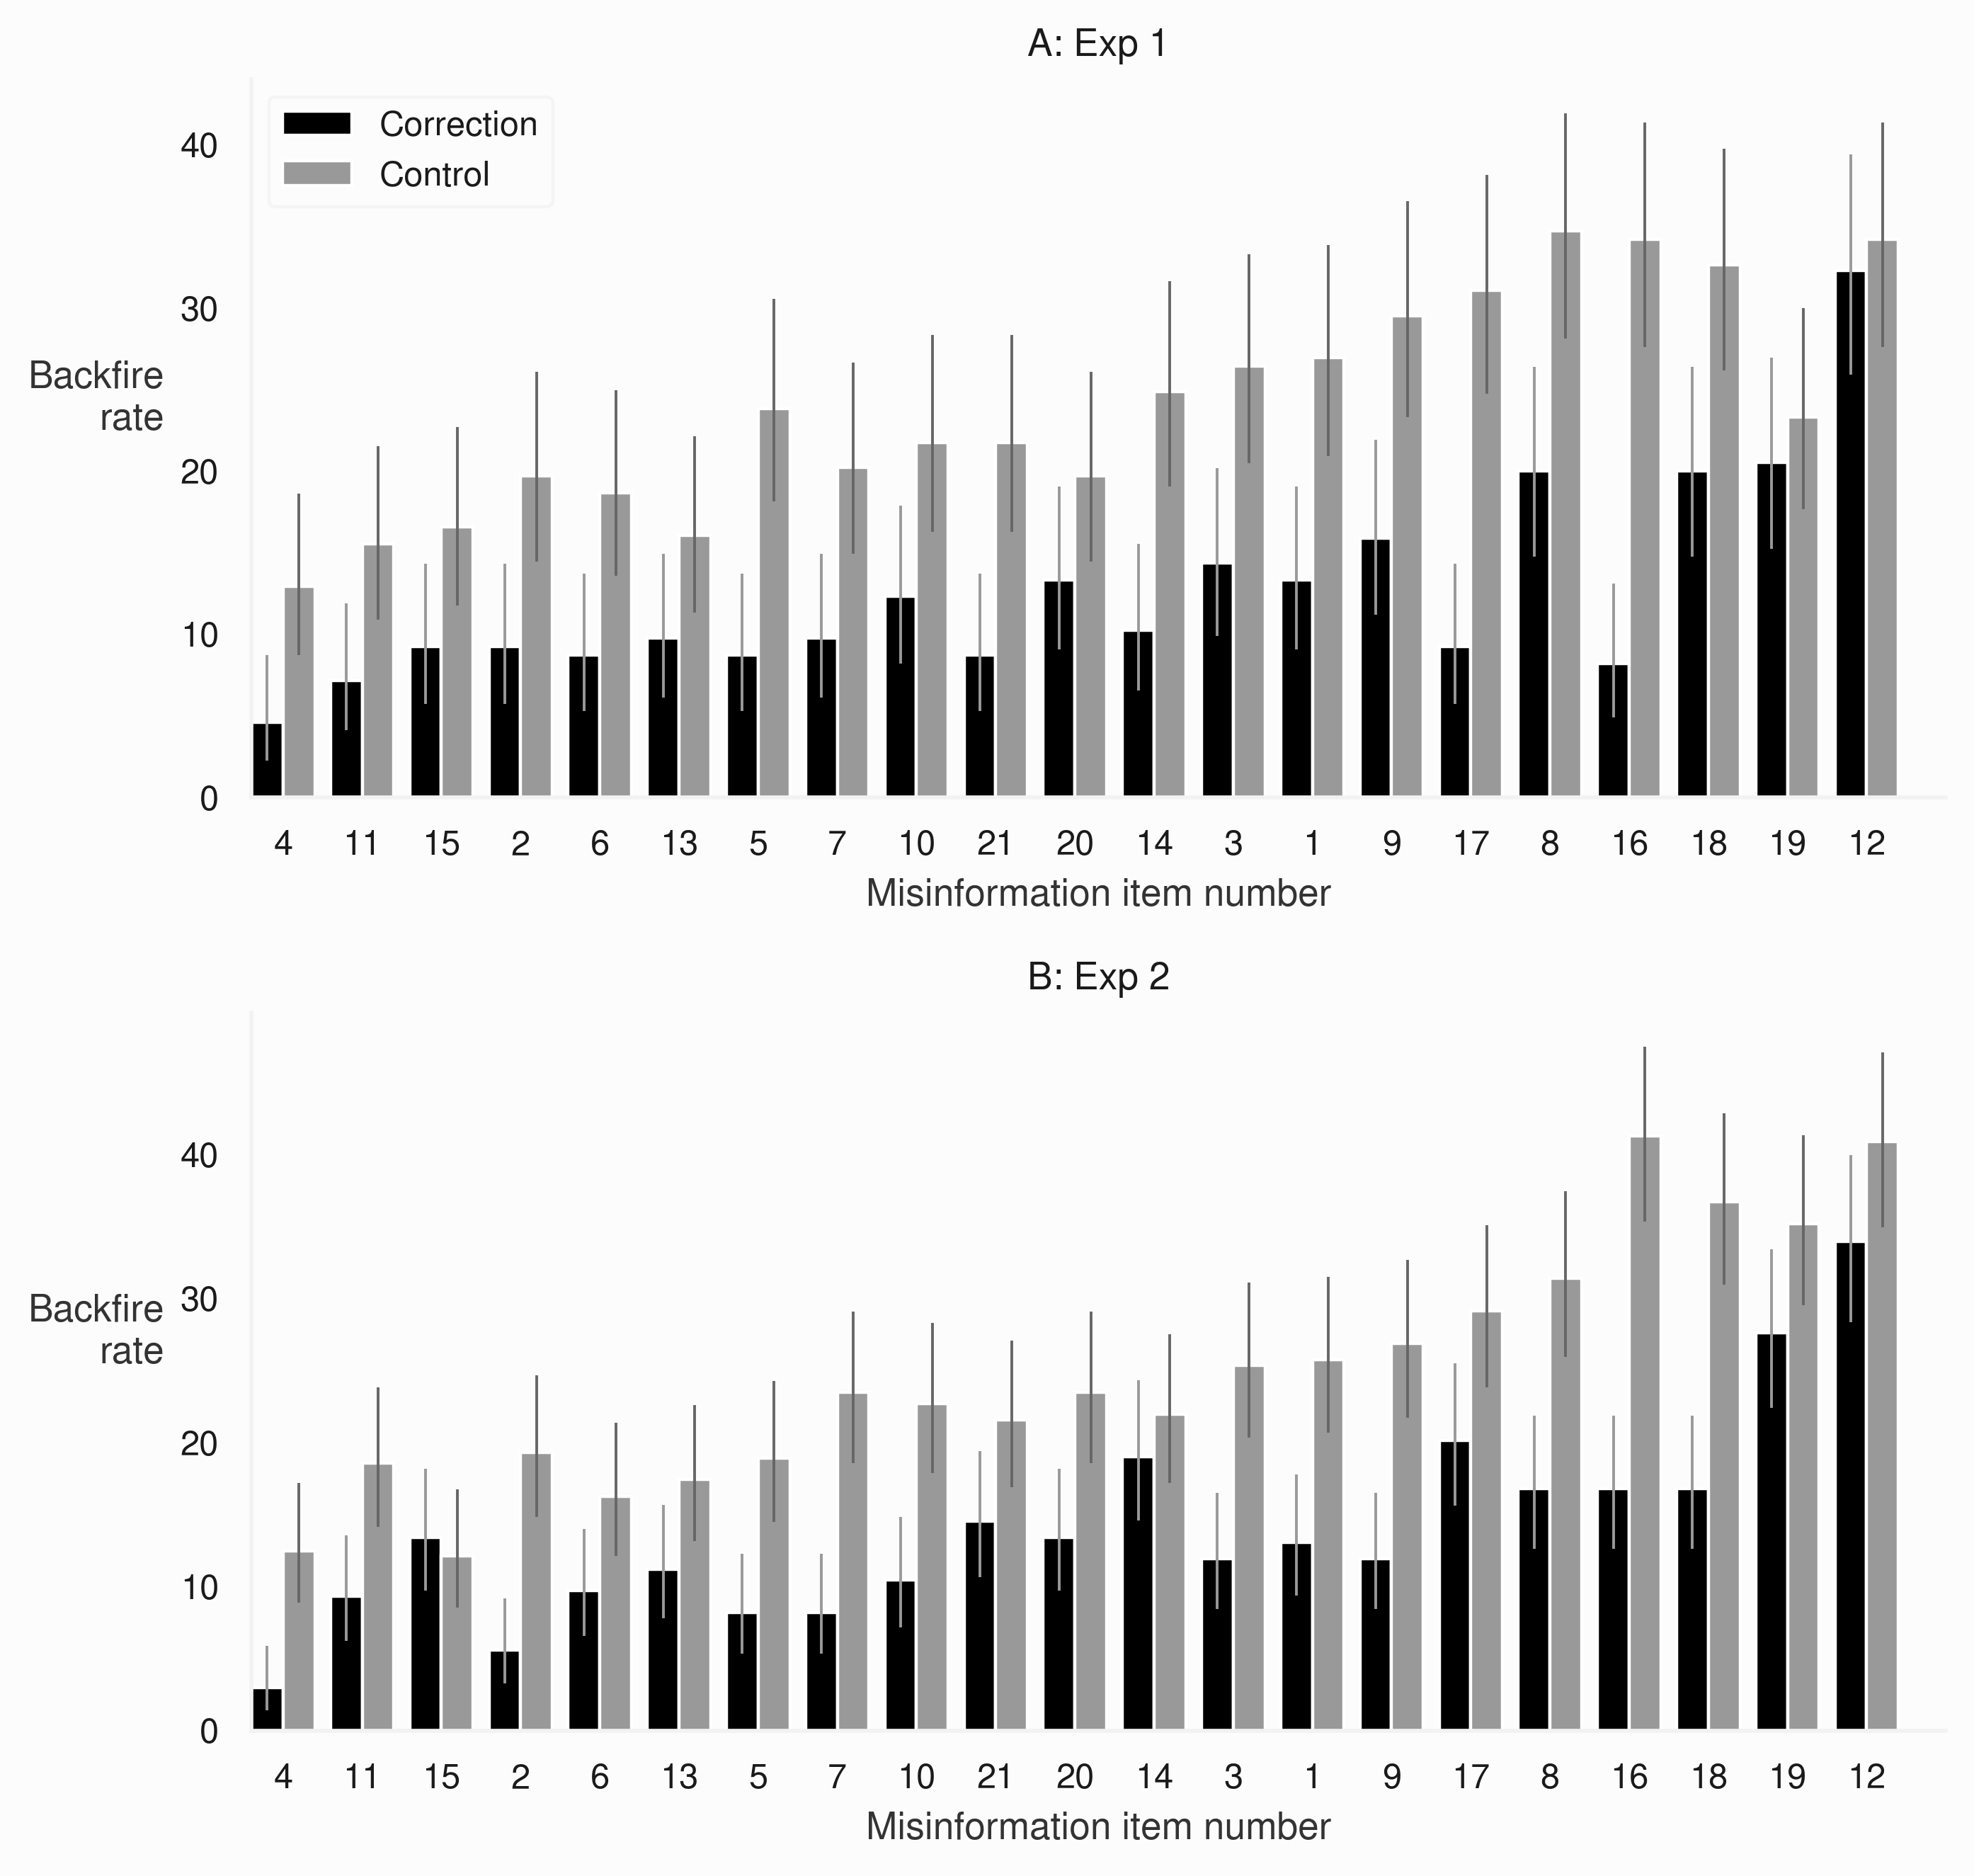 A: Exp 1
Correction
Control
40
30
Backfire
rate
20
10
0
4 11 15 2 6 13 5 7 10 21 20 14 3 1 9 17 8 16 18 19 12
Misinformation item number
B: Exp 2
40
30
Backfire
rate
20
10
0
4 11 15 2 6 13 5 7 10 21 20 14 3 1 9 17 8 16 18 19 12
Misinformation item number